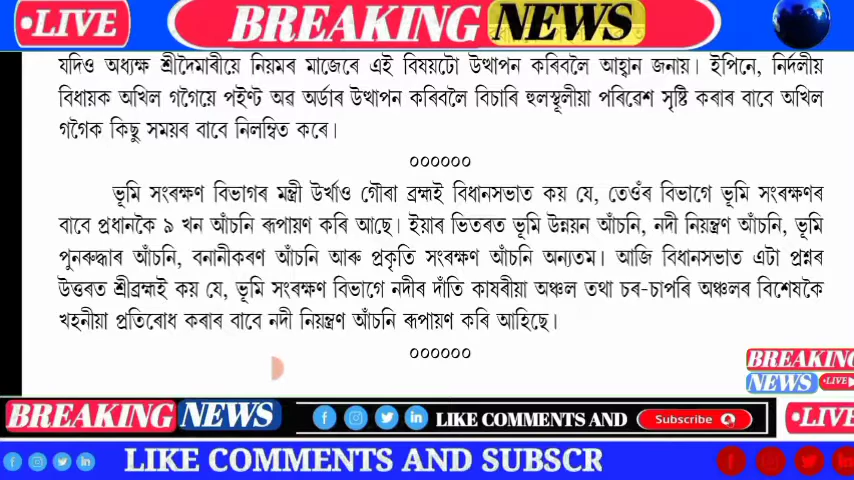 LIVE BREAKING NEWS
যদিও অধ্যক্ষ শ্ৰীদৈমাৰীয়ে নিয়মৰ মাজেৰে এই বিষয়টো উত্থাপন কৰিবলৈ আহ্বান জনায়। ইপিনে, নিৰ্দলীয়
বিধায়ক অখিল গগৈয়ে পইণ্ট অৱ অৰ্ডাৰ উত্থাপন কৰিবলৈ বিচাৰি হুলস্থূলীয়া পৰিৱেশ সৃষ্টি কৰাৰ বাবে অখিল
গগৈক কিছু সময়ৰ বাবে নিলম্বিত কৰে।
oooooo
ভূমি সংৰক্ষণ বিভাগৰ মন্ত্ৰী উৰ্খাও গৌৰা ব্ৰহ্মই বিধানসভাত কয় যে, তেওঁৰ বিভাগে ভূমি সংৰক্ষণৰ
বাবে প্ৰধানকৈ ৯ খন আঁচনি ৰূপায়ণ কৰি আছে। ইয়াৰ ভিতৰত ভূমি উন্নয়ন আঁচনি, নদী নিয়ন্ত্ৰণ আঁচনি, ভূমি
পুনৰুদ্ধাৰ আঁচনি, বনানীকৰণ আঁচনি আৰু প্ৰকৃতি সংৰক্ষণ আঁচনি অন্যতম। আজি বিধানসভাত এটা প্ৰশ্নৰ
উত্তৰত শ্ৰীব্ৰহ্মই কয় যে, ভূমি সংৰক্ষণ বিভাগে নদীৰ দাঁতি কাষৰীয়া অঞ্চল তথা চৰ-চাপৰি অঞ্চলৰ বিশেষকৈ
খহনীয়া প্ৰতিৰোধ কৰাৰ বাবে নদী নিয়ন্ত্ৰণ আঁচনি ৰূপায়ণ কৰি আহিছে।
oooooo
BREAKING
NEWS LIVE
BREAKING NEWS LIKE COMMENTS AND Subscribe LIVE
LIKE COMMENTS AND SUBSCR